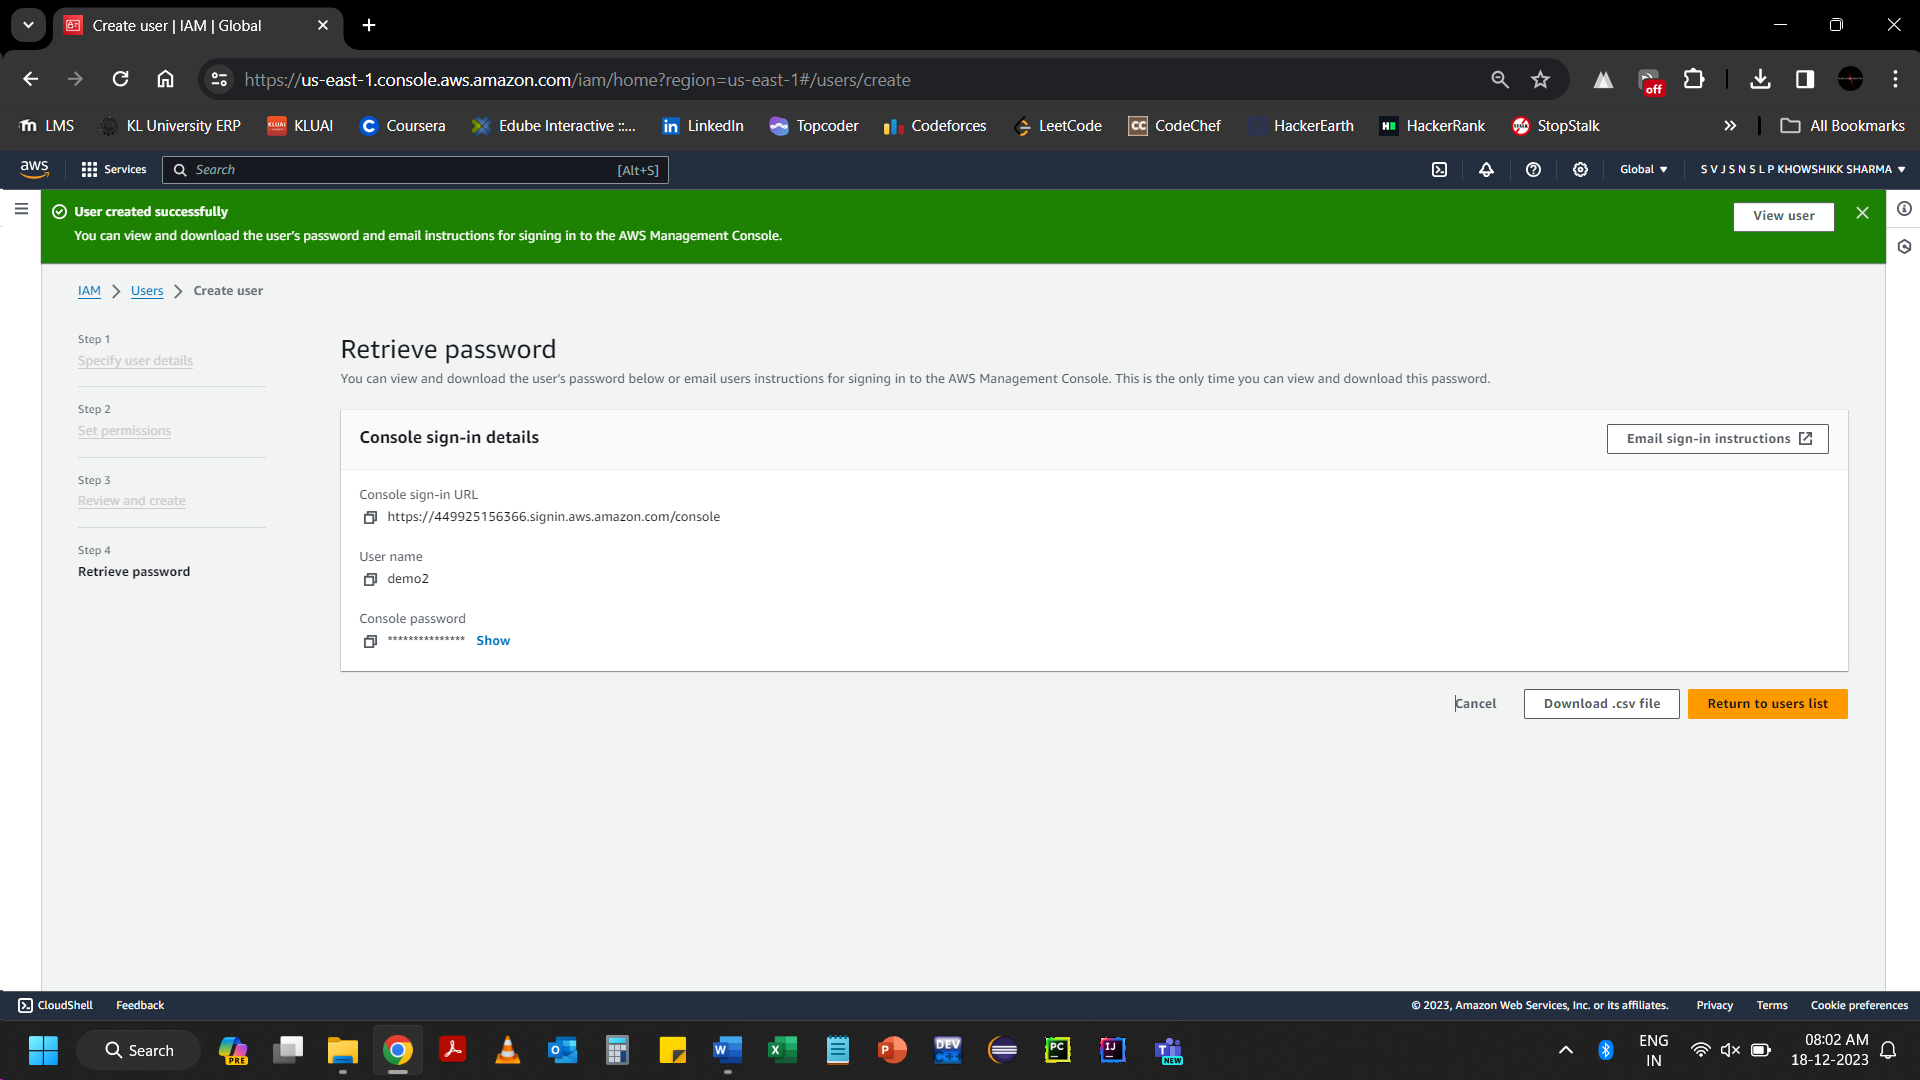 Create user | IAM | Global
https://us-east-1.console.aws.amazon.com/iam/home?region=us-east-1#/users/create
off
LMS
KL University ERP
KLUAI
KLUAI
Coursera
Edube Interactive ::...
in
LinkedIn
Topcoder
Codeforces
LeetCode
CC
CodeChef
HackerEarth
HackerRank
StopStalk
All Bookmarks
aws
Services
Search
[Alt+S]
Global
S V J S N S L P KHOWSHIKK SHARMA
User created successfully
You can view and download the user's password and email instructions for signing in to the AWS Management Console.
View user
IAM
Users
Create user
Step 1
Specify user details
Step 2
Set permissions
Step 3
Review and create
Step 4
Retrieve password
Retrieve password
You can view and download the user's password below or email users instructions for signing in to the AWS Management Console. This is the only time you can view and download this password.
Console sign-in details
Email sign-in instructions
Console sign-in URL
https://449925156366.signin.aws.amazon.com/console
User name
demo2
Console password
*************** Show
Cancel
Download .csv file
Return to users list
CloudShell
Feedback
© 2023, Amazon Web Services, Inc. or its affiliates.
Privacy
Terms
Cookie preferences
Search
PRE
DEV
PC
IJ
NEW
ENG
IN
08:02 AM
18-12-2023